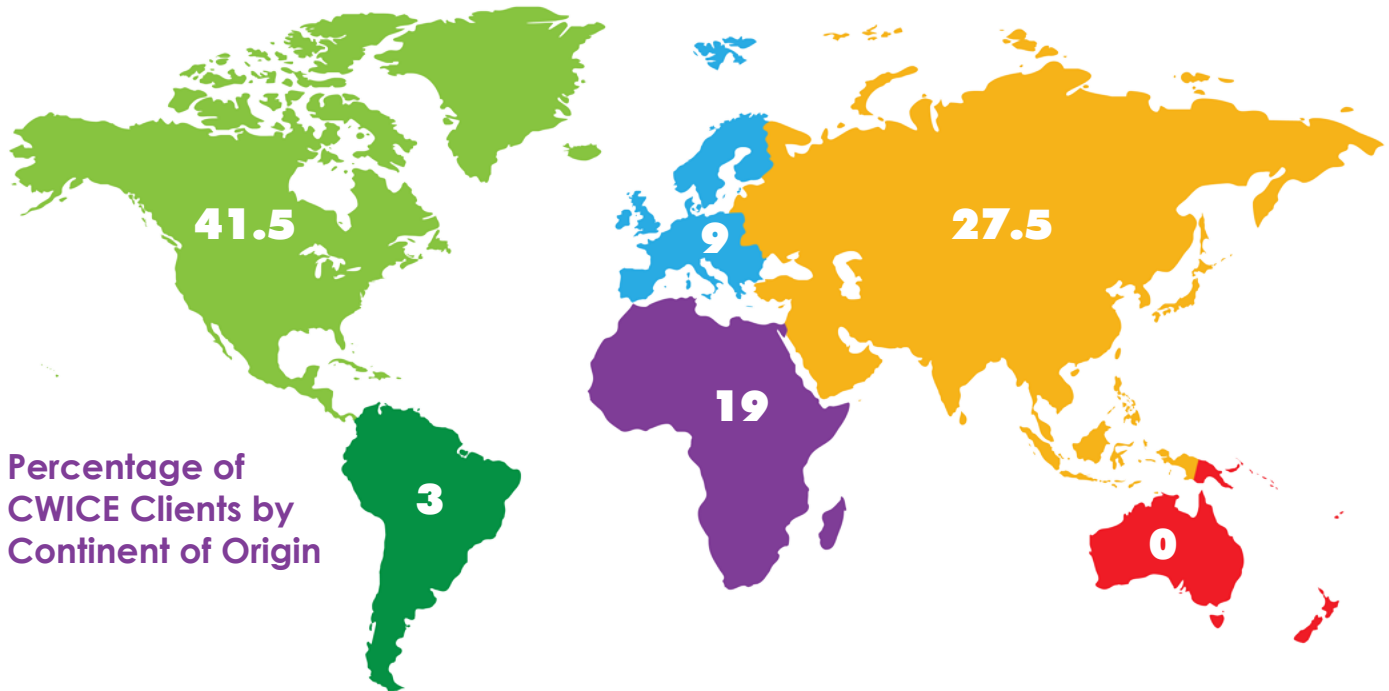 41.5
9
27.5
19
3
0
Percentage of
CWICE Clients by
Continent of Origin